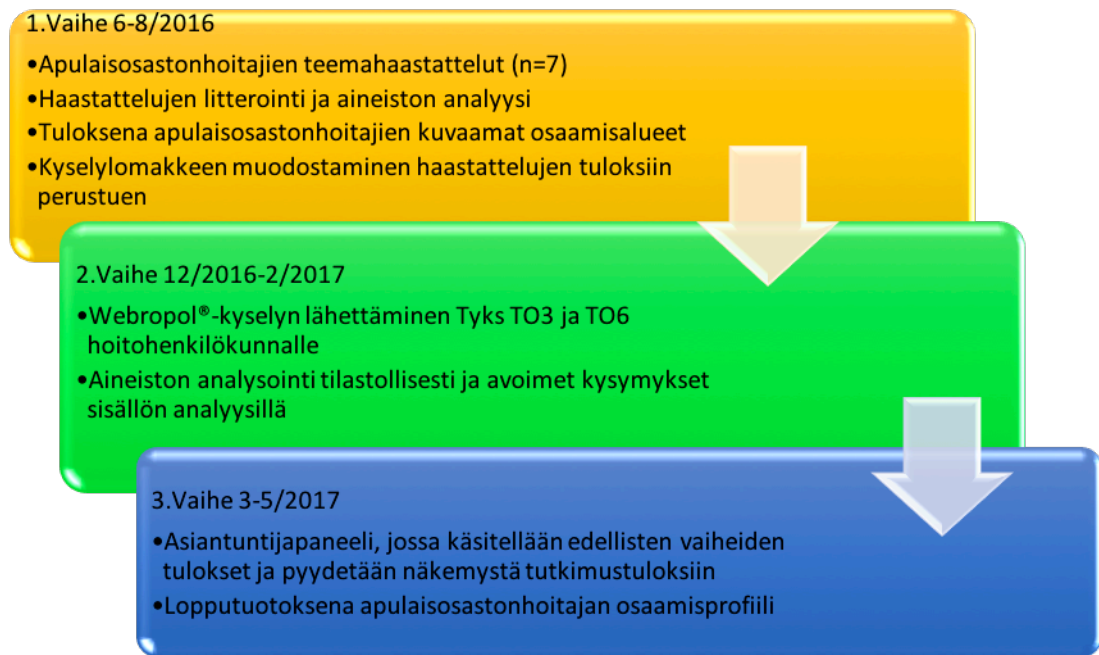 1.Vaihe 6-8/2016
•Apulaisosastonhoitajien teemahaastattelut (n=7)
•Haastattelujen litterointi ja aineiston analyysi
•Tuloksena apulaisosastonhoitajien kuvaamat osaamisalueet
•Kyselylomakkeen muodostaminen haastattelujen tuloksiin
perustuen
2.Vaihe 12/2016-2/2017
•Webropol®-kyselyn lähettäminen Tyks TO3 ja TO6
hoitohenkilökunnalle
•Aineiston analysointi tilastollisesti ja avoimet kysymykset
sisällön analyysillä
3.Vaihe 3-5/2017
•Asiantuntijapaneeli, jossa käsitellään edellisten vaiheiden
tulokset ja pyydetään näkemystä tutkimustuloksiin
•Lopputuotoksena apulaisosastonhoitajan osaamisprofiili